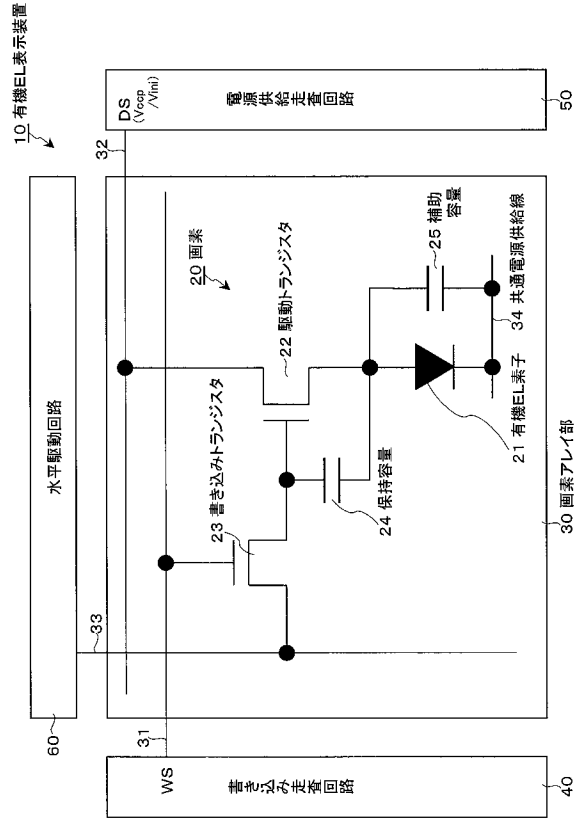 10 有機EL表示装置
60
水平駆動回路
33
32
31
WS
書き込み走査回路
40
DS
(Vccp
/Vini)
電源供給走査回路
50
20 画素
23 書き込みトランジスタ
22 駆動トランジスタ
24 保持容量
25 補助
容量
21 有機EL素子
34 共通電源供給線
30 画素アレイ部